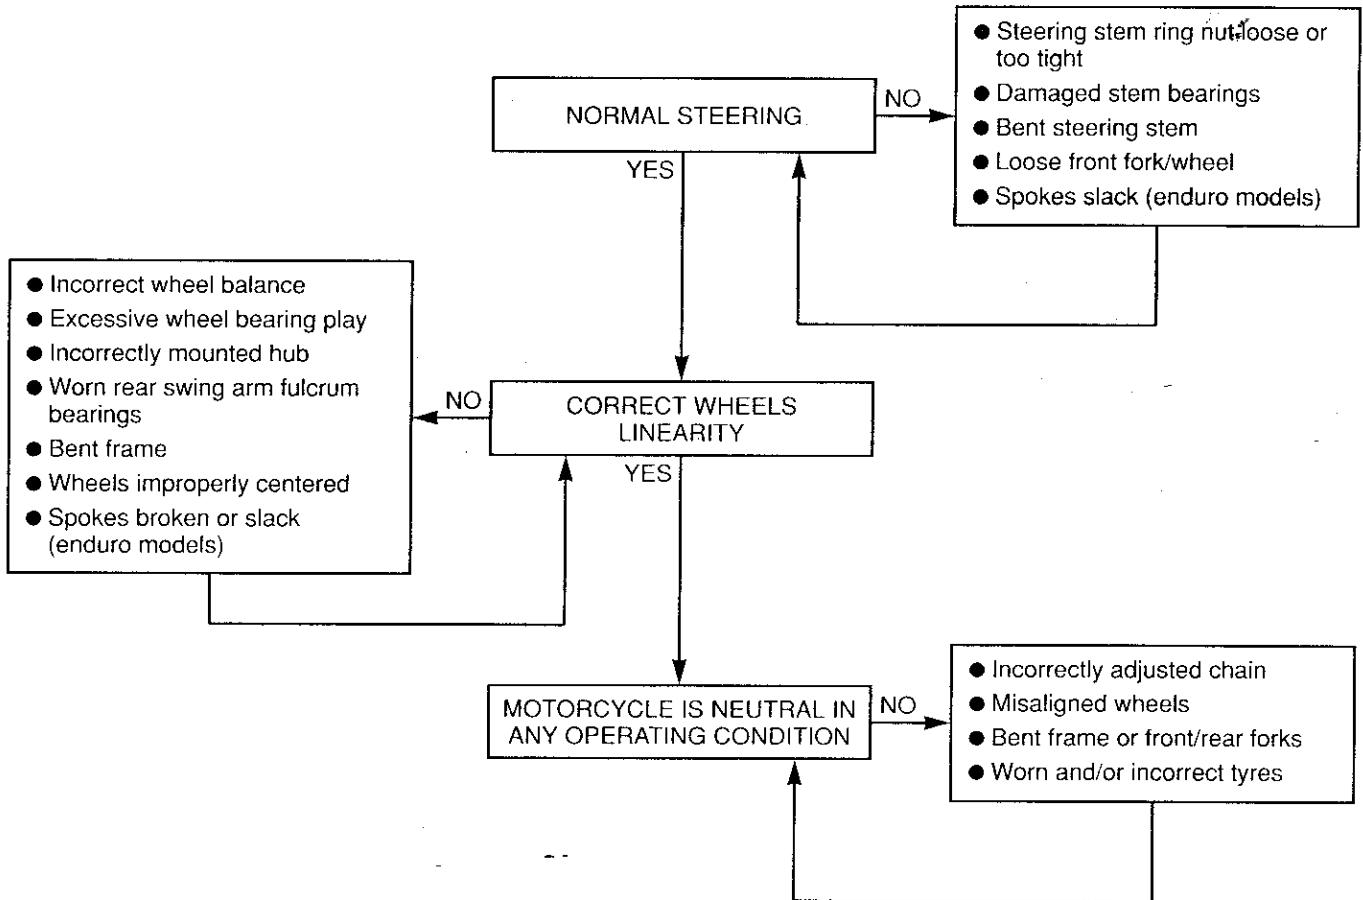 NORMAL STEERING
NO
● Steering stem ring nut loose or
too tight
● Damaged stem bearings
● Bent steering stem
● Loose front fork/wheel
● Spokes slack (enduro models)
YES
● Incorrect wheel balance
● Excessive wheel bearing play
● Incorrectly mounted hub
● Worn rear swing arm fulcrum
bearings
● Bent frame
● Wheels improperly centered
● Spokes broken or slack
(enduro models)
NO
CORRECT WHEELS
LINEARITY
YES
MOTORCYCLE IS NEUTRAL IN
ANY OPERATING CONDITION
NO
● Incorrectly adjusted chain
● Misaligned wheels
● Bent frame or front/rear forks
● Worn and/or incorrect tyres